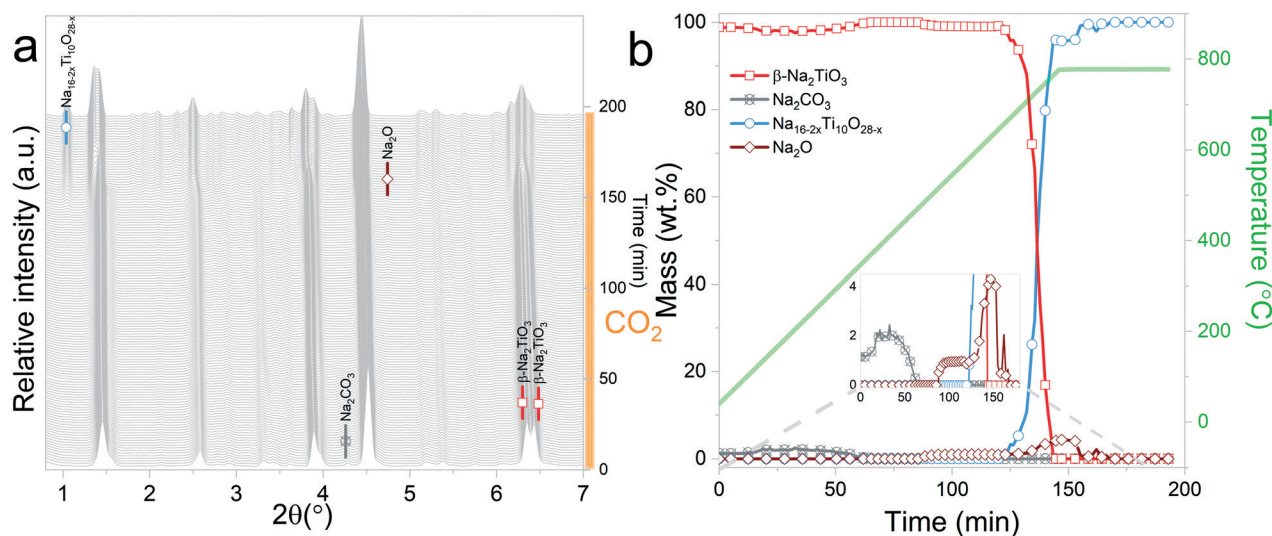 a
Relative intensity (a.u.)
Na16-2xTi10O28-x
Na2O
Na2CO3
β-Na2TiO3
β-Na2TiO3
200
150
100
50
0
Time (min)
CO2
1 2 3 4 5 6 7
2θ(°)
b
Mass (wt.%)
100
80
60
40
20
0
β-Na2TiO3
Na2CO3
Na16-2xTi10O28-x
Na2O
4
2
0
0 50 100 150
0 50 100 150 200
Time (min)
800
600
400
200
0
Temperature (°C)